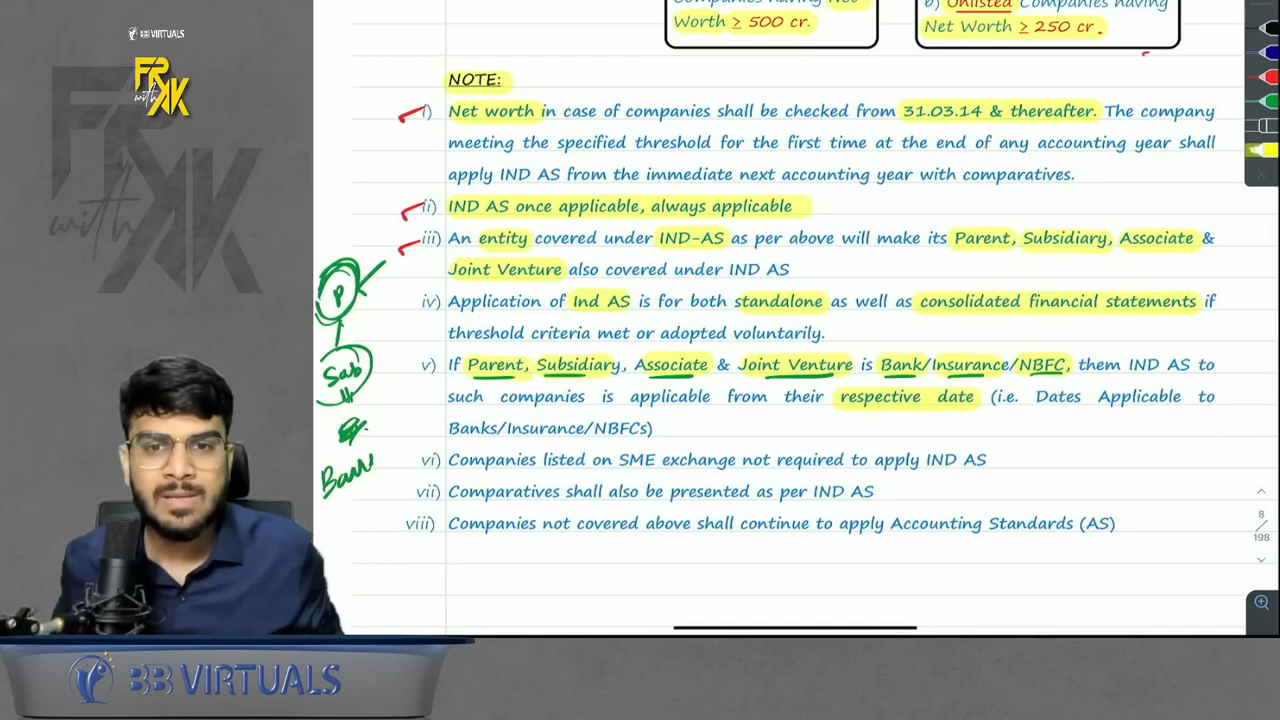 Companies having Net
b) Unlisted Companies having
Worth ≥ 500 cr.
Net Worth ≥ 250 cr.
BB VIRTUALS
FR
with AK
FR
with AK
NOTE:
i) Net worth in case of companies shall be checked from 31.03.14 & thereafter. The company
meeting the specified threshold for the first time at the end of any accounting year shall
apply IND AS from the immediate next accounting year with comparatives.
ii) IND AS once applicable, always applicable
iii) An entity covered under IND-AS as per above will make its Parent, Subsidiary, Associate &
Joint Venture also covered under IND AS
iv) Application of Ind AS is for both standalone as well as consolidated financial statements if
threshold criteria met or adopted voluntarily.
v) If Parent, Subsidiary, Associate & Joint Venture is Bank/Insurance/NBFC, them IND AS to
such companies is applicable from their respective date (i.e. Dates Applicable to
Banks/Insurance/NBFCs)
vi) Companies listed on SME exchange not required to apply IND AS
vii) Comparatives shall also be presented as per IND AS
viii) Companies not covered above shall continue to apply Accounting Standards (AS)
P
Sub
Bank
8
198
BB VIRTUALS